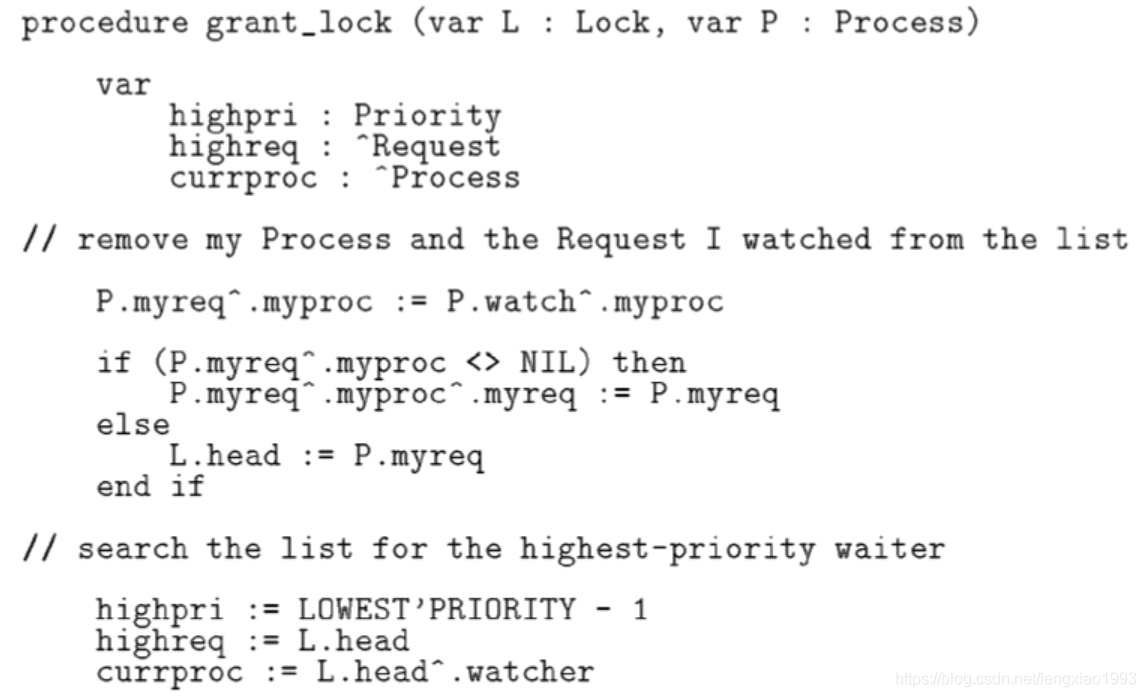 procedure grant_lock (var L : Lock, var P : Process)
var
highpri : Priority
highreq : ^Request
currproc : ^Process
// remove my Process and the Request I watched from the list
P.myreq^.myproc := P.watch^.myproc
if (P.myreq^.myproc <> NIL) then
P.myreq^.myproc^.myreq := P.myreq
else
L.head := P.myreq
end if
// search the list for the highest-priority waiter
highpri := LOWEST'PRIORITY - 1
highreq := L.head
currproc := L.head^.watcher
https://blog.csdn.net/lengxiao1993